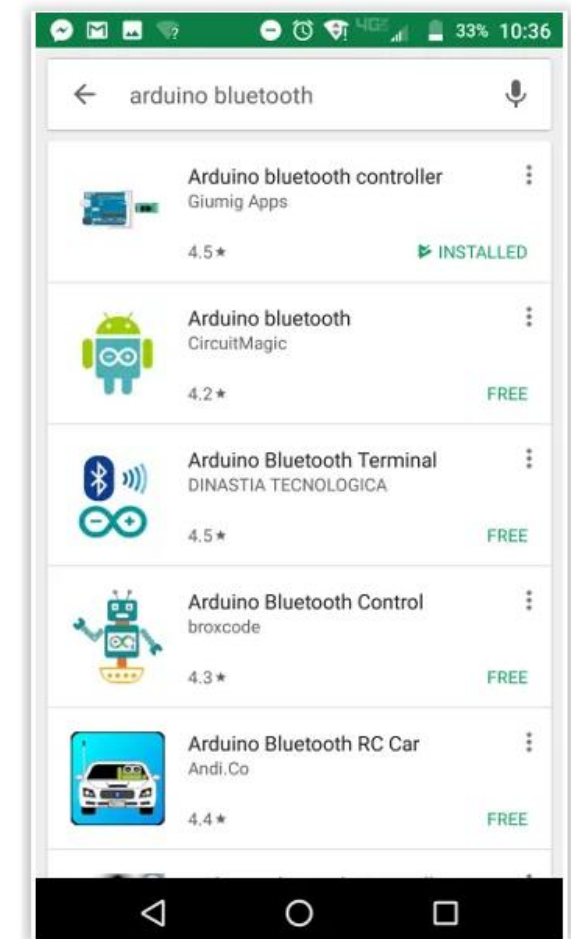 4G
33% 10:36
arduino bluetooth
Arduino bluetooth controller
Giumig Apps
4.5★
INSTALLED
Arduino bluetooth
CircuitMagic
4.2★
FREE
Arduino Bluetooth Terminal
DINASTIA TECNOLOGICA
4.5★
FREE
Arduino Bluetooth Control
broxcode
4.3★
FREE
Arduino Bluetooth RC Car
Andi.Co
4.4★
FREE